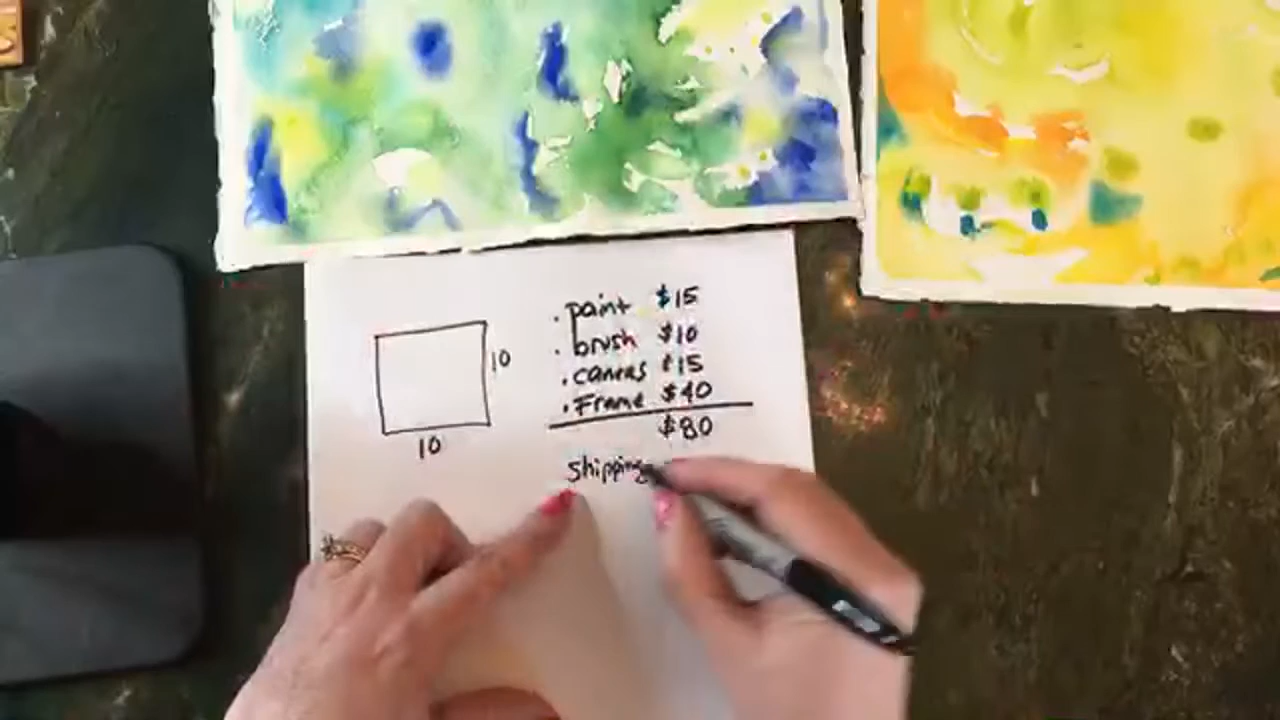 . paint $15
. brush $10
. canvas $15
. Frame $40
$80
shipping
10
10